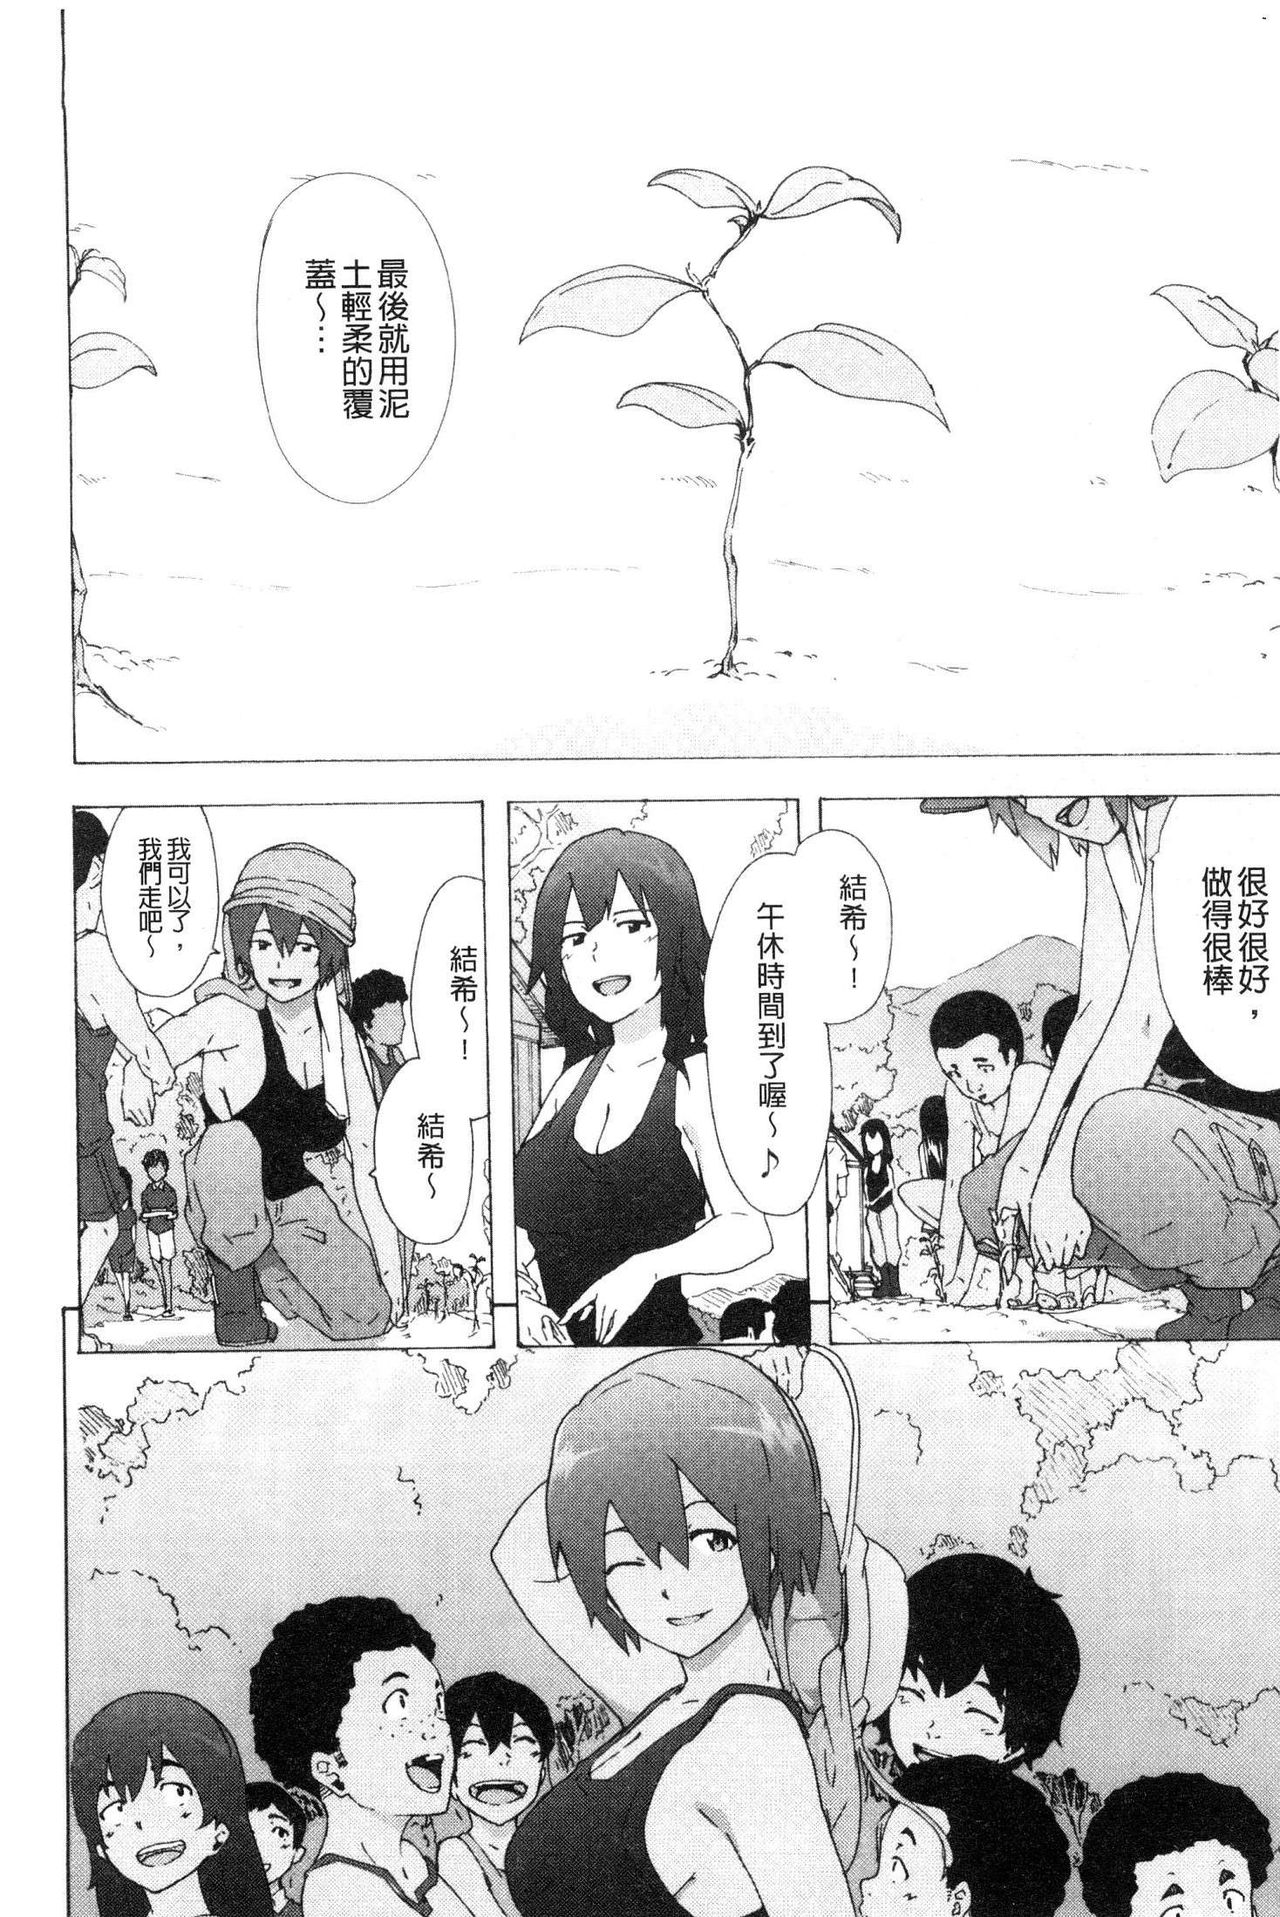 最後就用泥
土輕柔的覆
蓋～…
很好很好，
做得很棒
結希～！
午休時間到了喔～♪
結希～！
結希～
我可以了，
我們走吧～